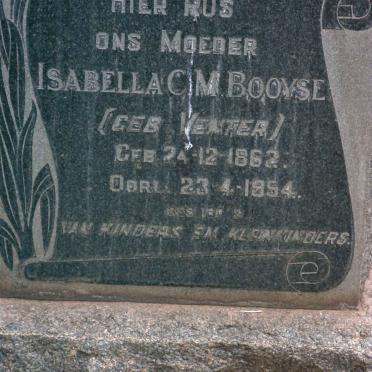 HIER RUS
ONS MOEDER
ISABELLA C. M. BOOYSE
(GEB VENTER)
GEB 24-12-1862.
OORL. 23-4-1954.
VAN KINDERS EN KLEINKINDERS.